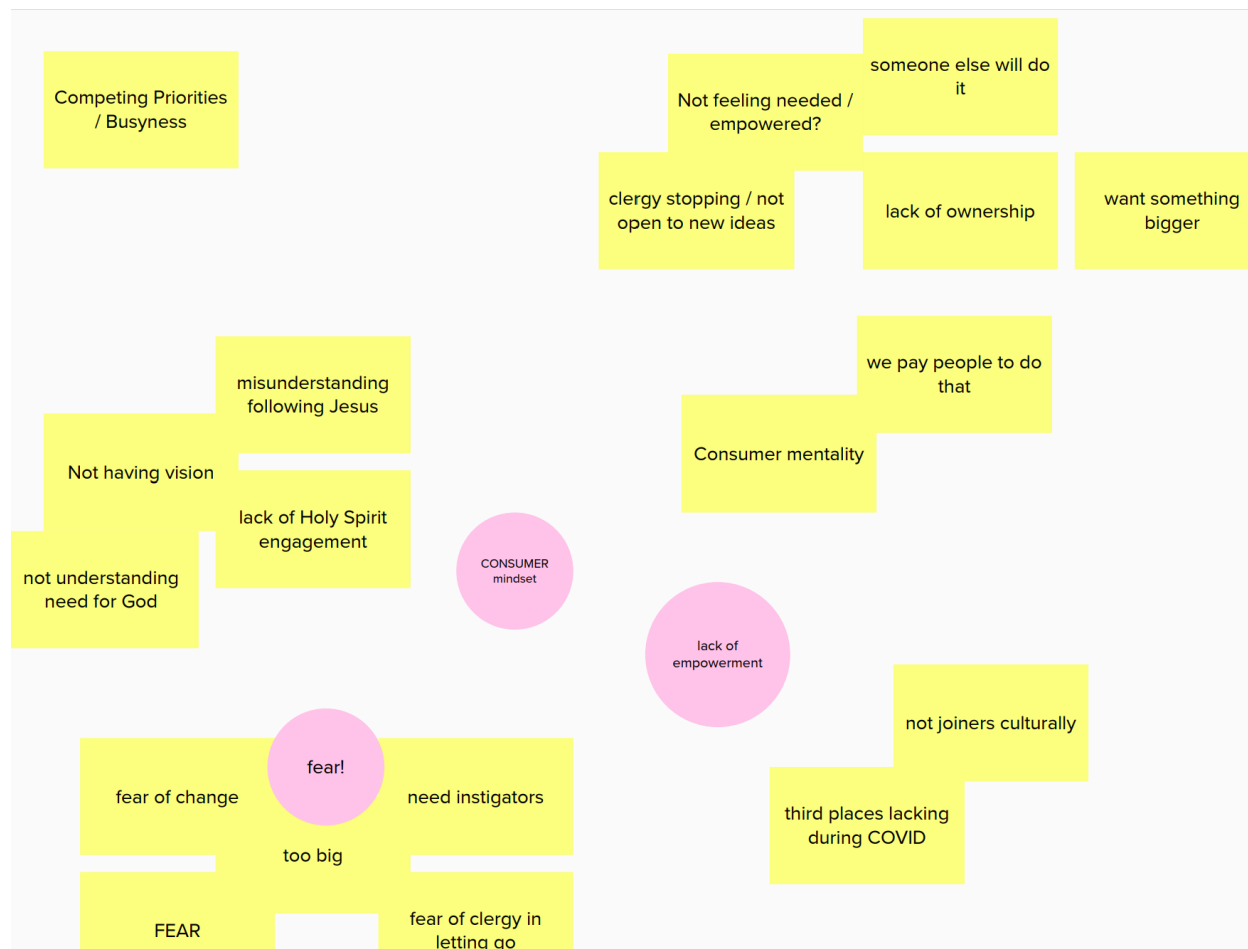 Competing Priorities
/ Busyness
someone else will do
it
Not feeling needed /
empowered?
clergy stopping / not
open to new ideas
lack of ownership
want something
bigger
misunderstanding
following Jesus
Not having vision
lack of Holy Spirit
engagement
not understanding
need for God
we pay people to do
that
Consumer mentality
CONSUMER
mindset
lack of
empowerment
fear!
fear of change
need instigators
too big
FEAR
fear of clergy in
letting go
not joiners culturally
third places lacking
during COVID